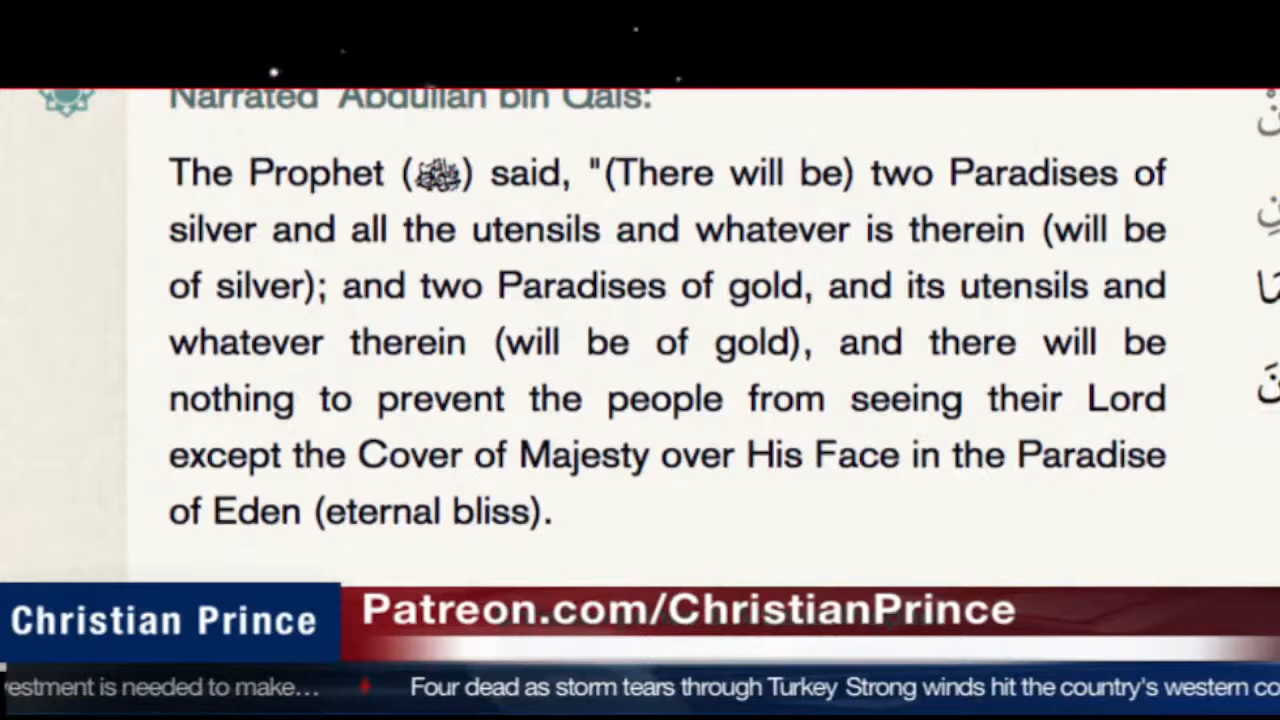 Narrated `Abdullah bin Qais:
The Prophet (ﷺ) said, "(There will be) two Paradises of
silver and all the utensils and whatever is therein (will be
of silver); and two Paradises of gold, and its utensils and
whatever therein (will be of gold), and there will be
nothing to prevent the people from seeing their Lord
except the Cover of Majesty over His Face in the Paradise
of Eden (eternal bliss).
Christian Prince
Patreon.com/ChristianPrince
estment is needed to make... Four dead as storm tears through Turkey Strong winds hit the country's western co